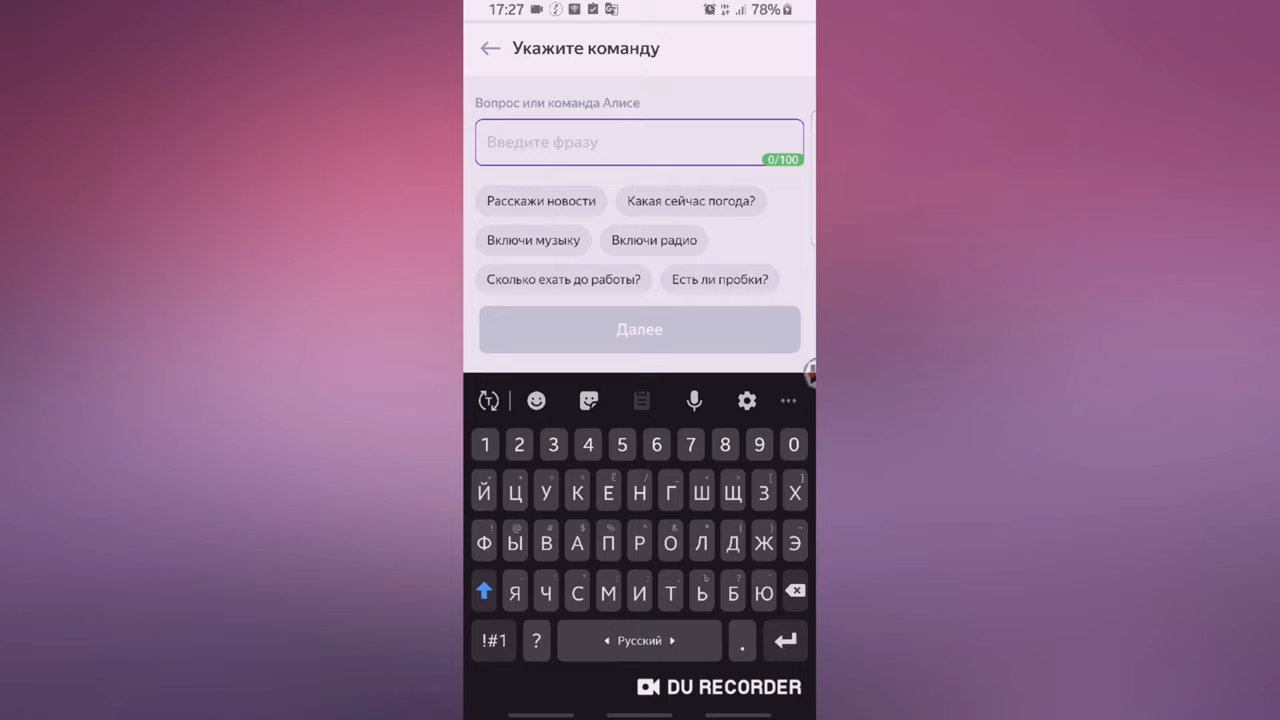 17:27 78%
Укажите команду
Вопрос или команда Алисе
Введите фразу
0/100
Расскажи новости Какая сейчас погода?
Включи музыку Включи радио
Сколько ехать до работы? Есть ли пробки?
Далее
1 2 3 4 5 6 7 8 9 0
Й Ц У К Е Н Г Ш Щ З Х
Ф Ы В А П Р О Л Д Ж Э
Я Ч С М И Т Ь Б Ю
!#1 ? Русский .
DU RECORDER